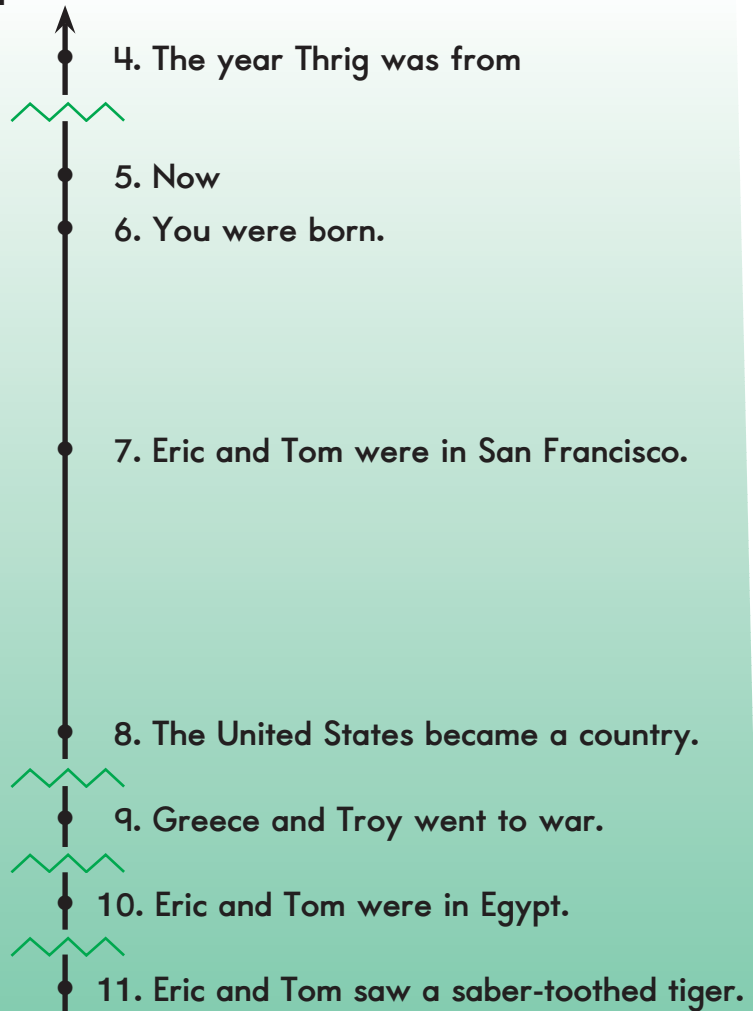 4. The year Thrig was from
5. Now
6. You were born.
7. Eric and Tom were in San Francisco.
8. The United States became a country.
9. Greece and Troy went to war.
10. Eric and Tom were in Egypt.
11. Eric and Tom saw a saber-toothed tiger.